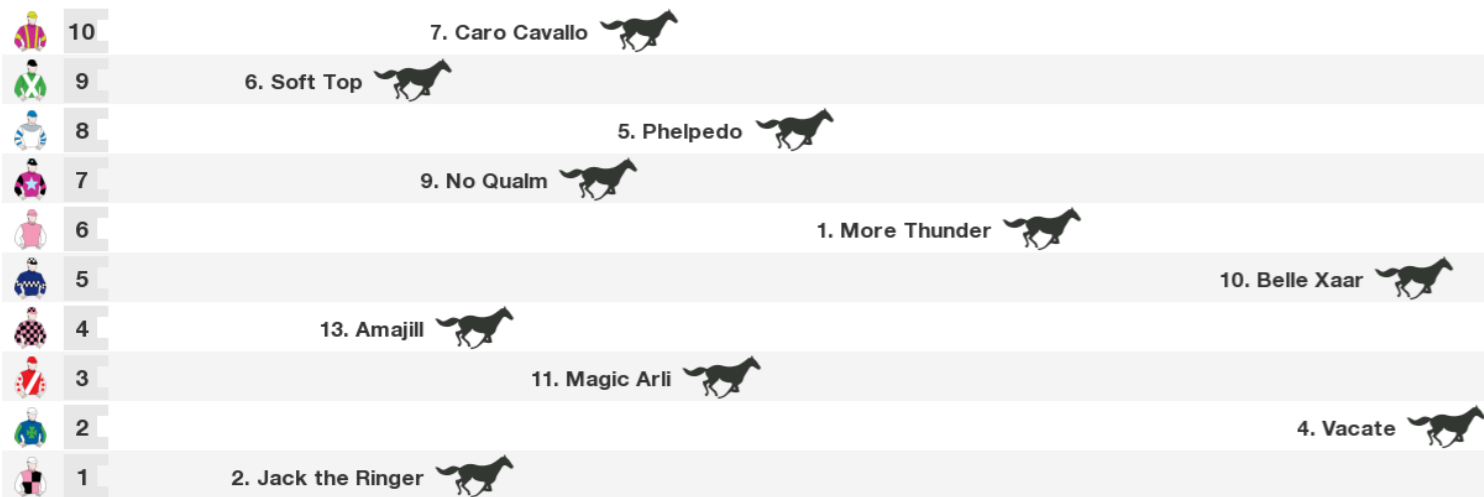 10 7. Caro Cavallo
9 6. Soft Top
8 5. Phelpedo
7 9. No Qualm
6 1. More Thunder
5 10. Belle Xaar
4 13. Amajill
3 11. Magic Arli
2 4. Vacate
1 2. Jack the Ringer